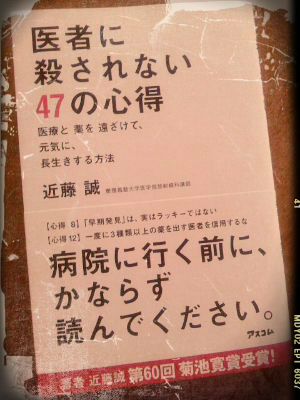 医者に
殺されない
47の心得
医療と薬を遠ざけて、
元気に、
長生きする方法
近藤 誠 慶應義塾大学医学部放射線科講師
【心得 8】「早期発見」は、実はラッキーではない
【心得 12】一度に3種類以上の薬を出す医者を信用するな
病院に行く前に、
かならず
読んでください。
アスコム
著者 近藤誠 第60回 菊池寛賞受賞!